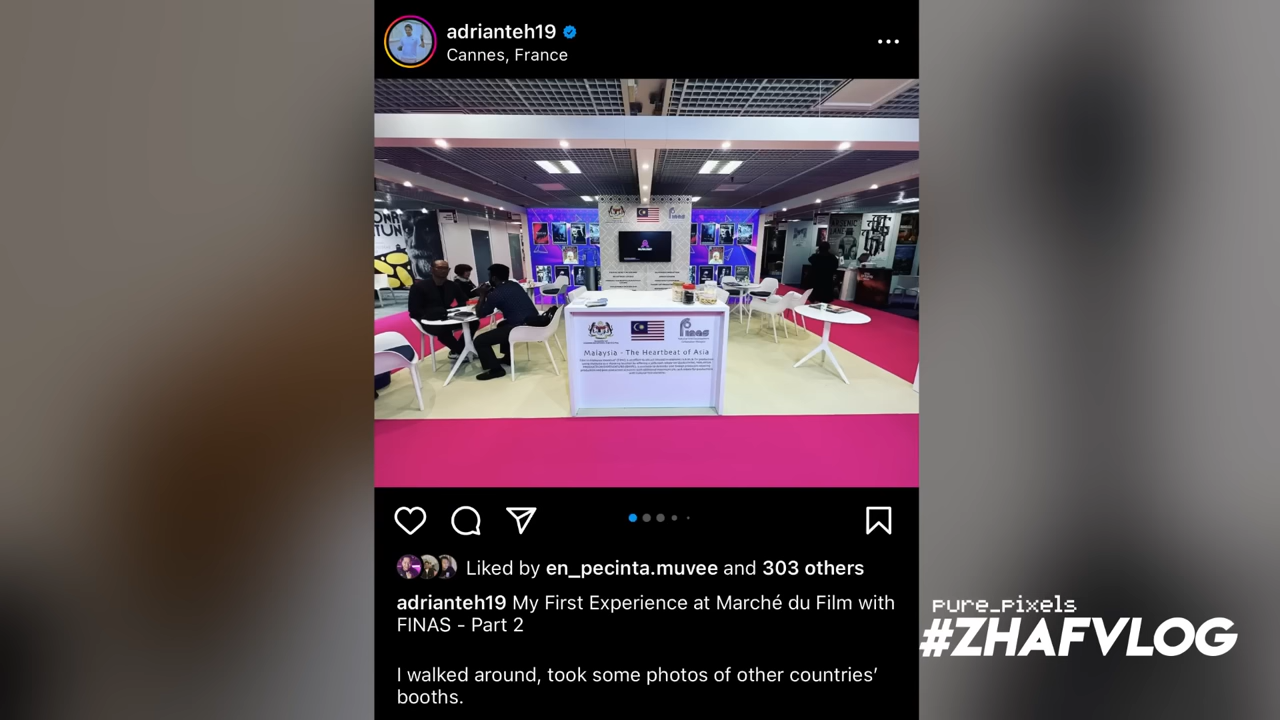 adrianteh19
Cannes, France
FINAS
Malaysia - The Heartbeat of Asia
Liked by en_pecinta.muvee and 303 others
adrianteh19 My First Experience at Marché du Film with
FINAS - Part 2
I walked around, took some photos of other countries’
booths.
pure_pixels
#ZHAFVLOG